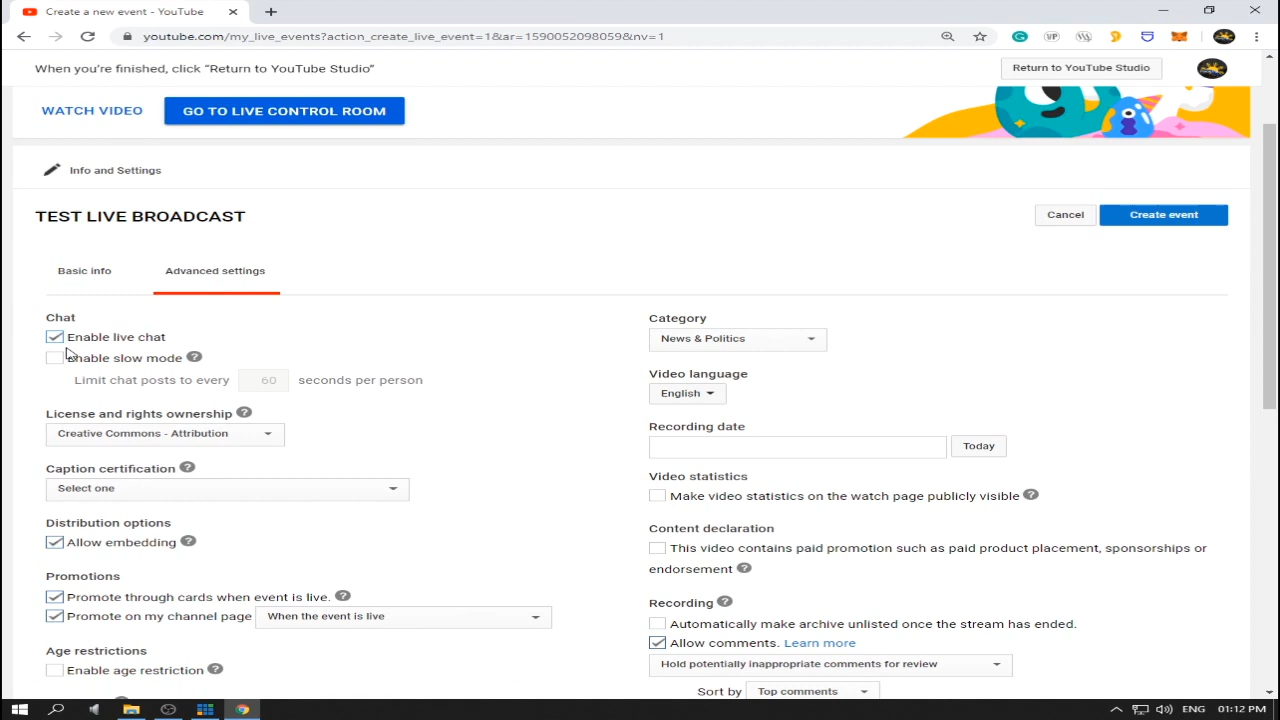 Create a new event - YouTube
youtube.com/my_live_events?action_create_live_event=1&ar=1590052098059&nv=1
When you're finished, click “Return to YouTube Studio”
Return to YouTube Studio
WATCH VIDEO
GO TO LIVE CONTROL ROOM
Info and Settings
TEST LIVE BROADCAST
Cancel
Create event
Basic info
Advanced settings
Chat
Enable live chat
Enable slow mode
Limit chat posts to every 60 seconds per person
License and rights ownership
Creative Commons - Attribution
Caption certification
Select one
Distribution options
Allow embedding
Promotions
Promote through cards when event is live.
Promote on my channel page When the event is live
Age restrictions
Enable age restriction
Category
News & Politics
Video language
English
Recording date
Today
Video statistics
Make video statistics on the watch page publicly visible
Content declaration
This video contains paid promotion such as paid product placement, sponsorships or
endorsement
Recording
Automatically make archive unlisted once the stream has ended.
Allow comments. Learn more
Hold potentially inappropriate comments for review
Sort by Top comments
ENG 01:12 PM